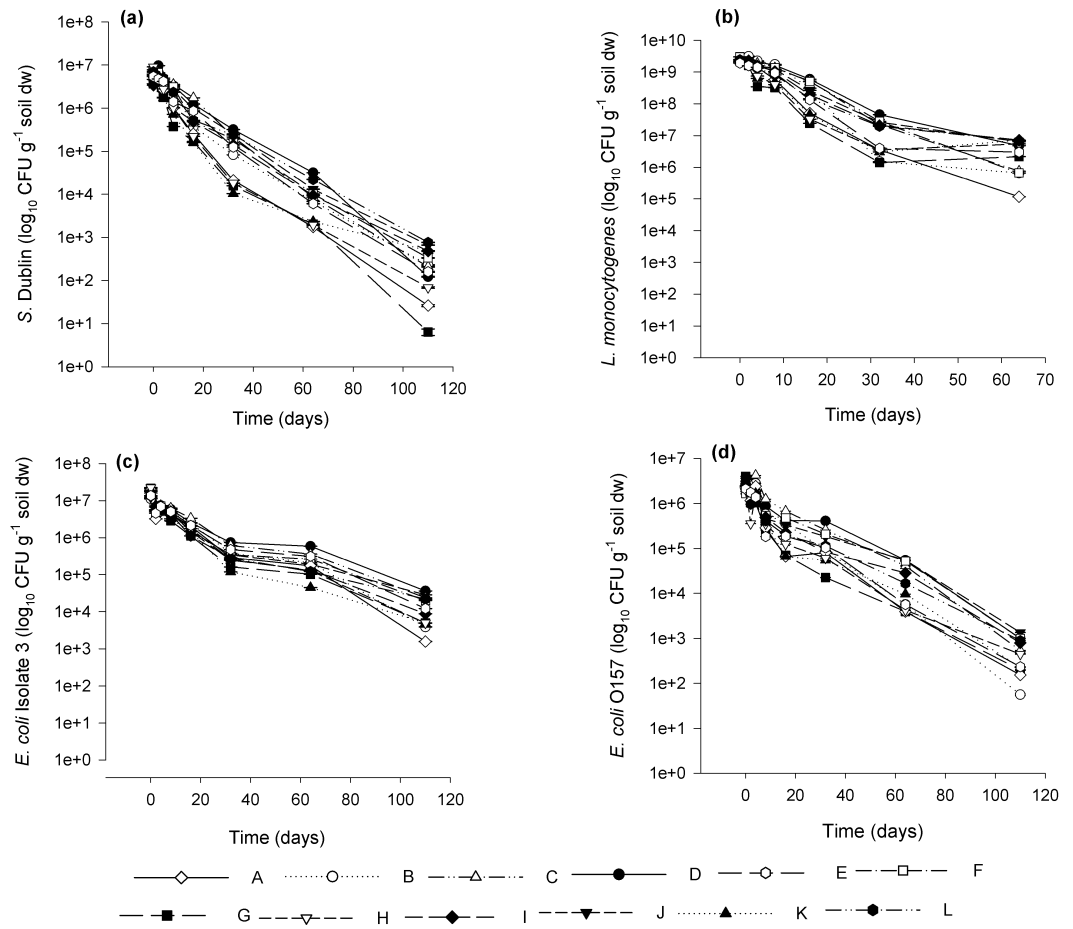 (a)
S. Dublin (log10 CFU g-1 soil dw)
1e+8
1e+7
1e+6
1e+5
1e+4
1e+3
1e+2
1e+1
1e+0
0 20 40 60 80 100 120
Time (days)
(b)
L. monocytogenes (log10 CFU g-1 soil dw)
1e+10
1e+9
1e+8
1e+7
1e+6
1e+5
1e+4
1e+3
1e+2
1e+1
1e+0
0 10 20 30 40 50 60 70
Time (days)
(c)
E. coli Isolate 3 (log10 CFU g-1 soil dw)
1e+8
1e+7
1e+6
1e+5
1e+4
1e+3
1e+2
1e+1
1e+0
0 20 40 60 80 100 120
Time (days)
(d)
E. coli O157 (log10 CFU g-1 soil dw)
1e+7
1e+6
1e+5
1e+4
1e+3
1e+2
1e+1
1e+0
0 20 40 60 80 100 120
Time (days)
A B C D E F
G H I J K L